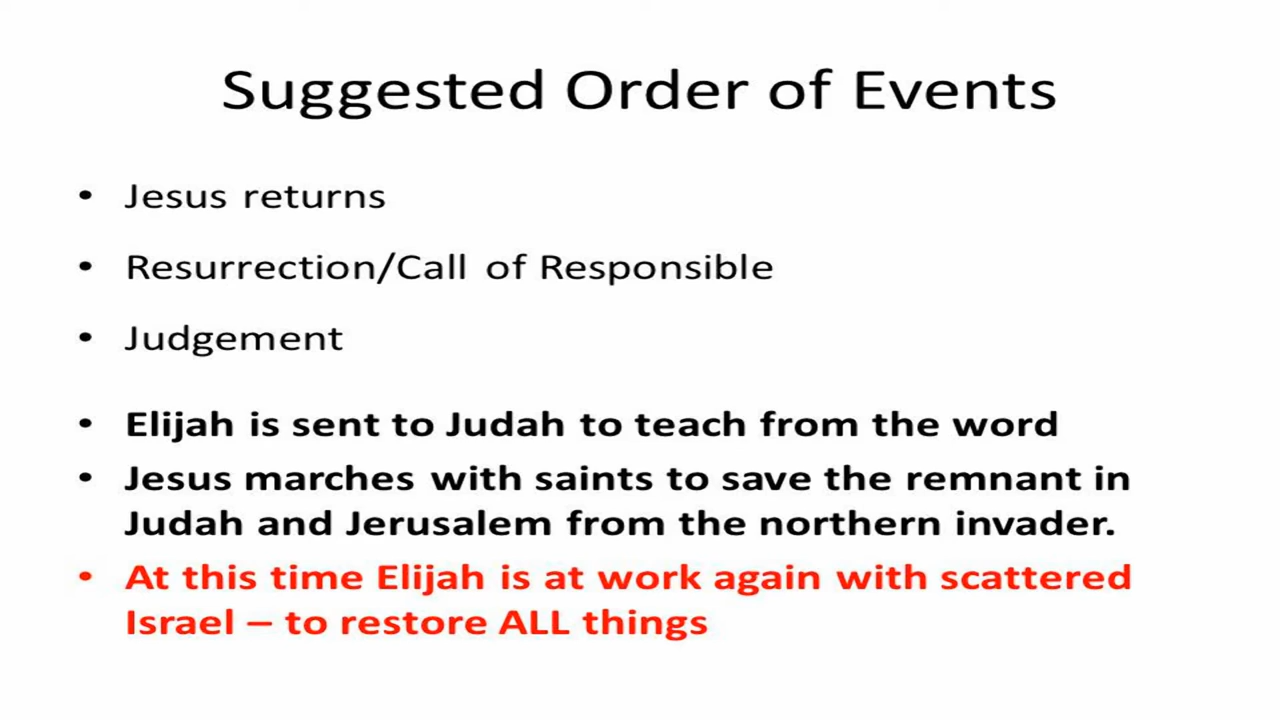 Suggested Order of Events
• Jesus returns
• Resurrection/Call of Responsible
• Judgement
• Elijah is sent to Judah to teach from the word
• Jesus marches with saints to save the remnant in
Judah and Jerusalem from the northern invader.
• At this time Elijah is at work again with scattered
Israel – to restore ALL things